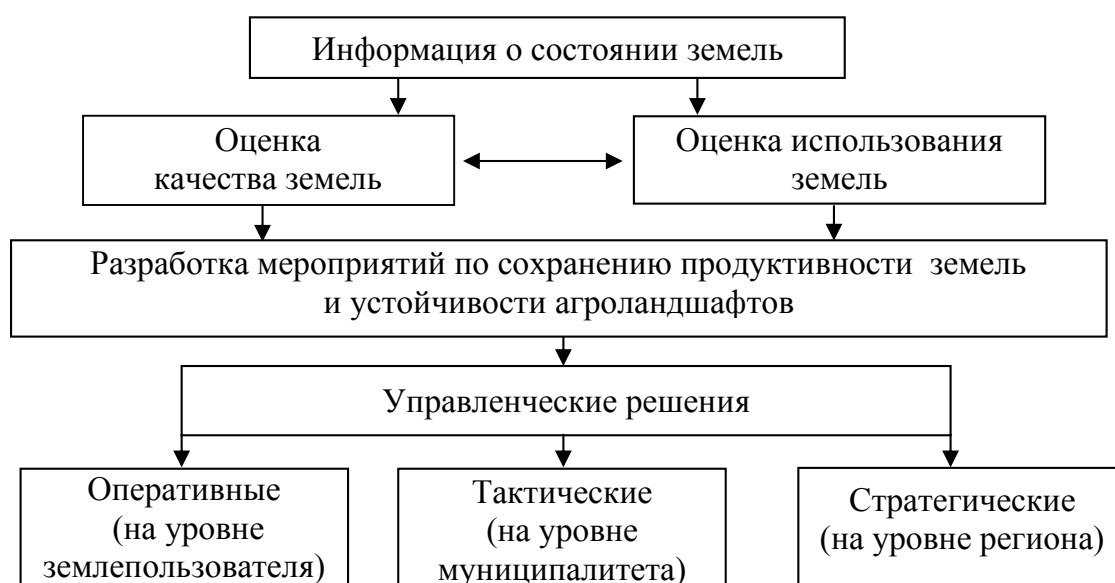 Информация о состоянии земель
Оценка
качества земель
Оценка использования
земель
Разработка мероприятий по сохранению продуктивности земель
и устойчивости агроландшафтов
Управленческие решения
Оперативные
(на уровне
землепользователя)
Тактические
(на уровне
муниципалитета)
Стратегические
(на уровне региона)